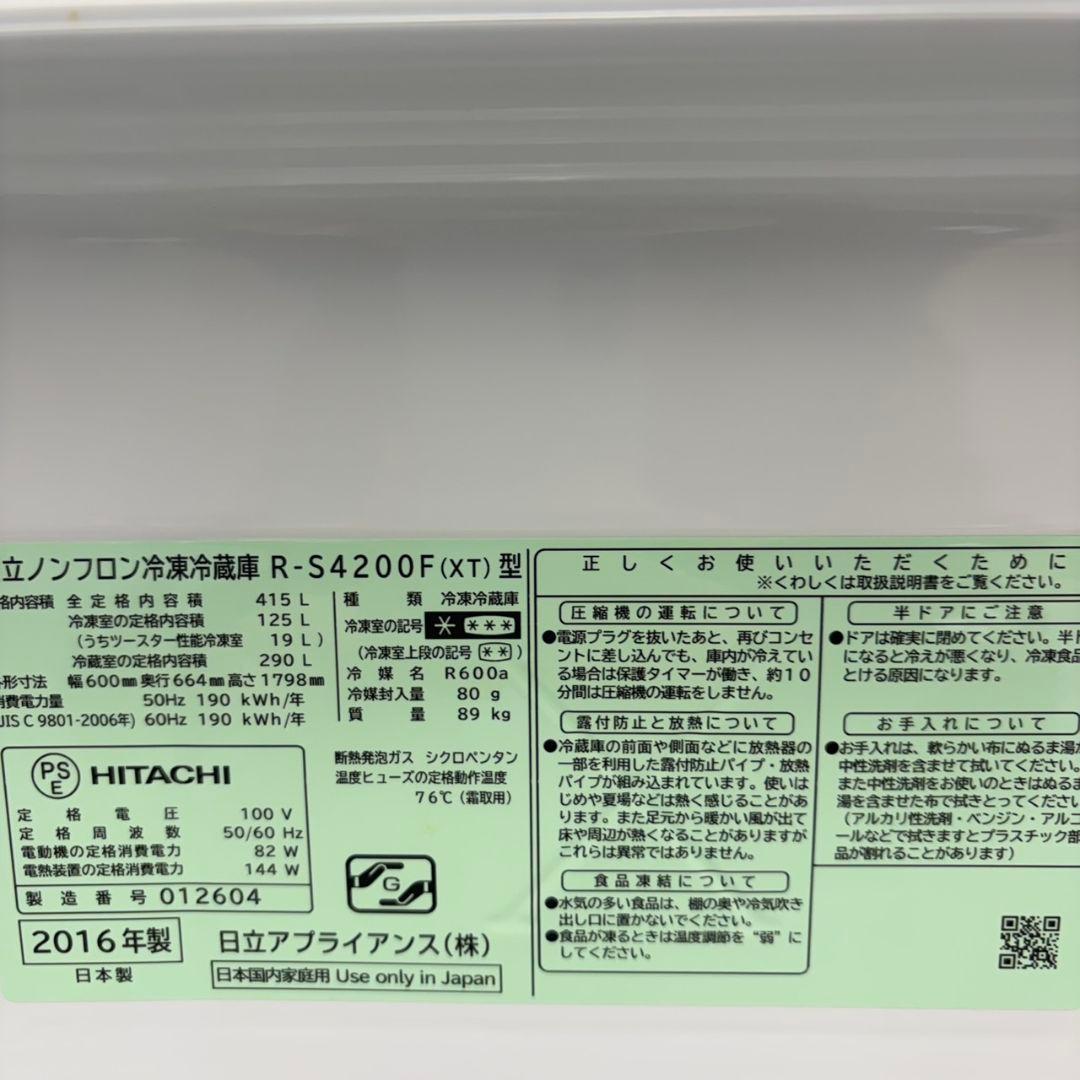 立ノンフロン冷凍冷蔵庫 R-S4200F(XT)型
格内容積 全定格内容積 415 L
冷凍室の定格内容積 125 L
(うちツースター性能冷凍室 19 L)
冷蔵室の定格内容積 290 L
外形寸法 幅600㎜ 奥行664㎜ 高さ1798㎜
消費電力量 50Hz 190 kWh/年
(JIS C 9801-2006年) 60Hz 190 kWh/年
種類 冷凍冷蔵庫
冷凍室の記号 * ***
(冷凍室上段の記号 **)
冷媒名 R600a
冷媒封入量 80 g
質量 89 kg
PS
E
HITACHI
定格電圧 100 V
定格周波数 50/60 Hz
電動機の定格消費電力 82 W
電熱装置の定格消費電力 144 W
製造番号 012604
断熱発泡ガス シクロペンタン
温度ヒューズの定格動作温度
76℃(霜取用)
G
2016年製
日本製
日立アプライアンス(株)
日本国内家庭用 Use only in Japan
正しくお使いいただくために
※くわしくは取扱説明書をご覧ください。
圧縮機の運転について
●電源プラグを抜いたあと、再びコンセ
ントに差し込んでも、庫内が冷えてい
る場合は保護タイマーが働き、約10
分間は圧縮機の運転をしません。
露付防止と放熱について
●冷蔵庫の前面や側面などに放熱器の
一部を利用した露付防止パイプ・放熱
パイプが組み込まれています。使いは
じめや夏場などは熱く感じることがあ
ります。また足元から暖かい風が出て
床や周辺が熱くなることがありますが
これらは異常ではありません。
食品凍結について
●水気の多い食品は、棚の奥や冷気吹き
出し口に置かないでください。
●食品が凍るときは温度調節を“弱”に
してください。
半ドアにご注意
●ドアは確実に閉めてください。半ド
になると冷えが悪くなり、冷凍食品
とける原因になります。
お手入れについて
●お手入れは、軟らかい布にぬるま湯か
中性洗剤を含ませて拭いてください。
また中性洗剤をお使いのときはぬるま
湯を含ませた布で拭きとってください
(アルカリ性洗剤・ベンジン・アルコ
ールなどで拭きますとプラスチック部
品が割れることがあります)